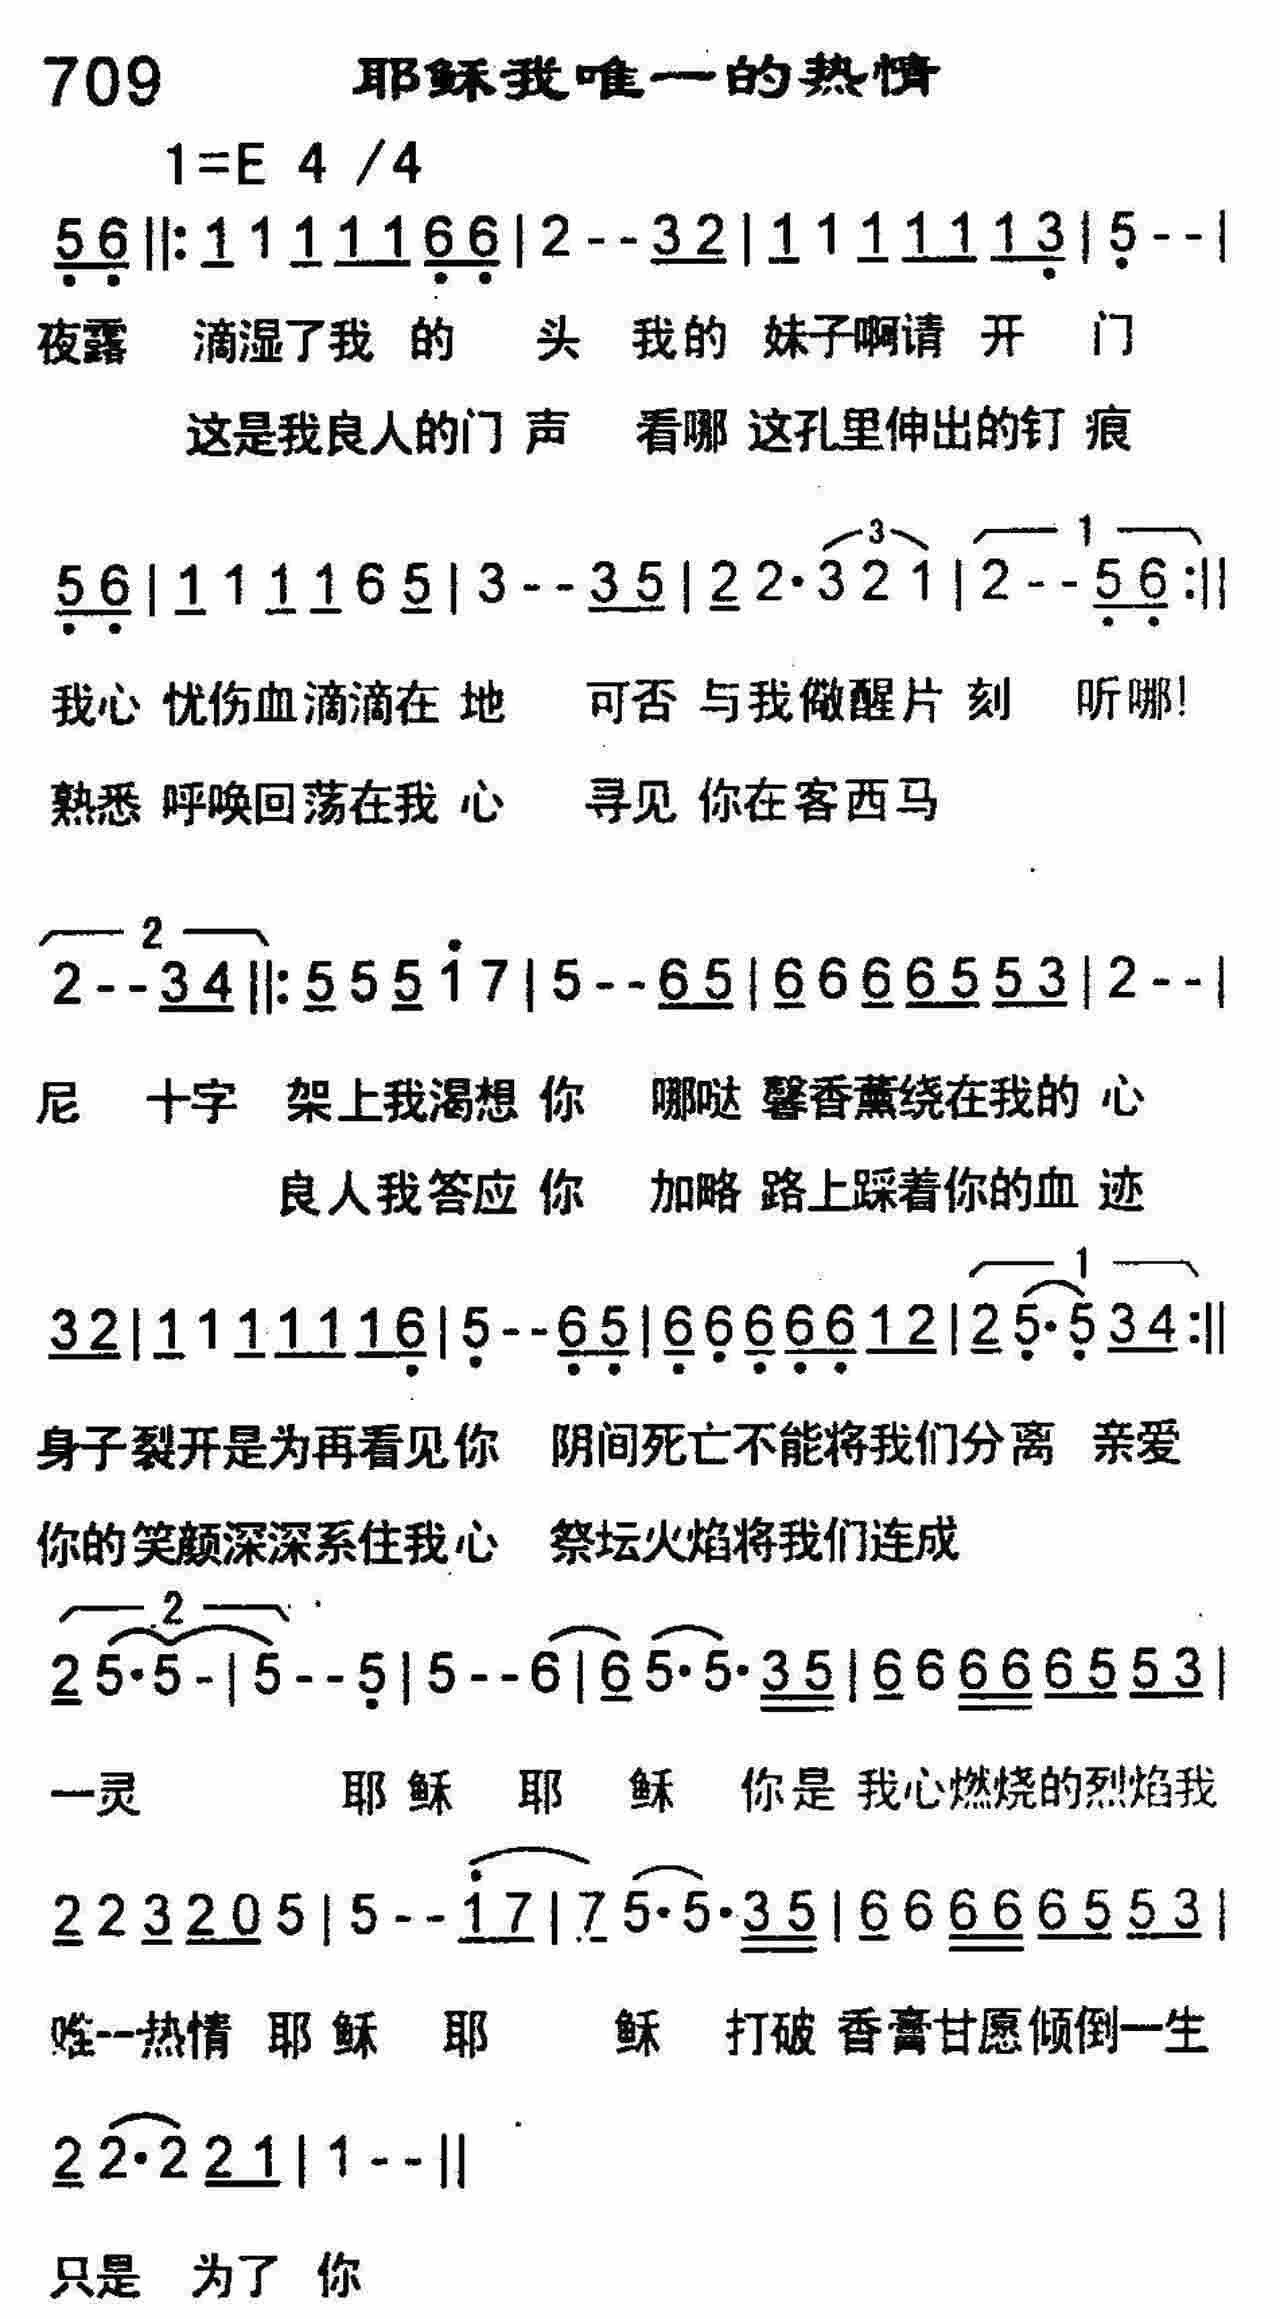 709 耶稣我唯一的热情
1=E 4 /4
5 6 ||: 1 1 1 1 1 6 6 | 2 - - 3 2 | 1 1 1 1 1 1 3 | 5 - - |
夜露 滴湿了我 的 头 我的 妹子啊请 开 门
这是我良人的门 声 看哪 这孔里伸出的钉 痕
3 1
5 6 | 1 1 1 1 6 5 | 3 - - 3 5 | 2 2· 3 2 1 | 2 - - 5 6 :||
我心 忧伤血滴滴在 地 可否 与我儆醒片 刻 听哪!
熟悉 呼唤回荡在我 心 寻见 你在客西马
2
2 - - 3 4 ||: 5 5 5 1 7 | 5 - - 6 5 | 6 6 6 6 5 5 3 | 2 - - |
尼 十字 架上我渴想 你 哪哒 馨香薰绕在我的 心
良人我答应 你 加略 路上踩着你的血 迹
1
3 2 | 1 1 1 1 1 1 6 | 5 - - 6 5 | 6 6 6 6 6 1 2 | 2 5· 5 3 4 :||
身子裂开是为再看见你 阴间死亡不能将我们分离 亲爱
你的笑颜深深系住我心 祭坛火焰将我们连成
2
2 5· 5 - | 5 - - 5 | 5 - - 6 | 6 5· 5· 3 5 | 6 6 6 6 6 5 5 3 |
一灵 耶稣 耶 稣 你是 我心燃烧的烈焰我
2 2 3 2 0 5 | 5 - - 1 7 | 7 5· 5· 3 5 | 6 6 6 6 6 5 5 3 |
唯一热情 耶稣 耶 稣 打破 香膏甘愿倾倒一生
2 2· 2 2 1 | 1 - - ||
只是 为了 你